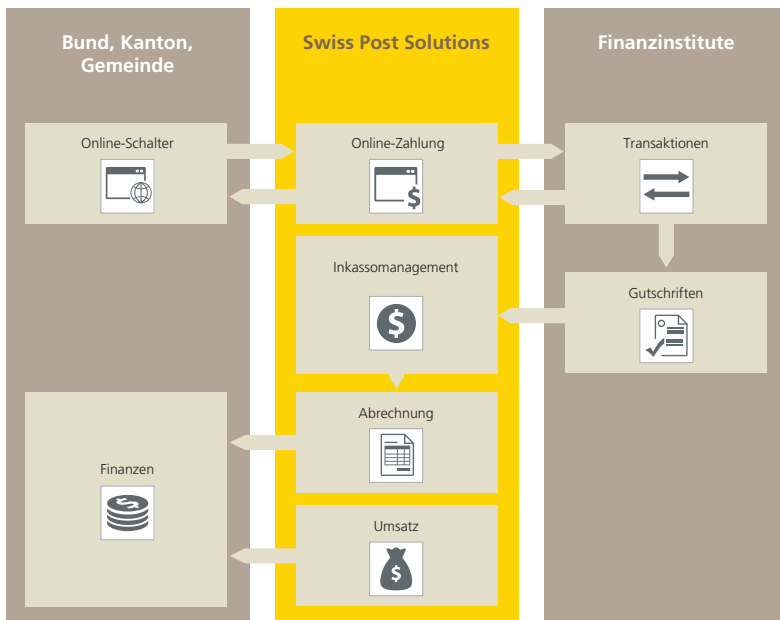 Bund, Kanton,
Gemeinde
Swiss Post Solutions
Finanzinstitute
Online-Schalter
Online-Zahlung
Transaktionen
Inkassomanagement
Gutschriften
Abrechnung
Finanzen
Umsatz